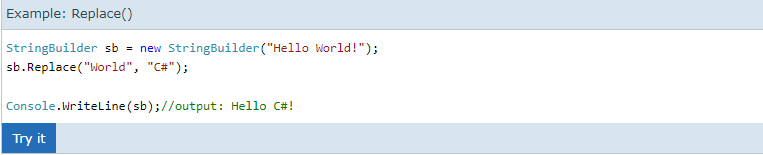 Example: Replace()
StringBuilder sb = new StringBuilder("Hello World!");
sb.Replace("World", "C#");
Console.WriteLine(sb);//output: Hello C#!
Try it